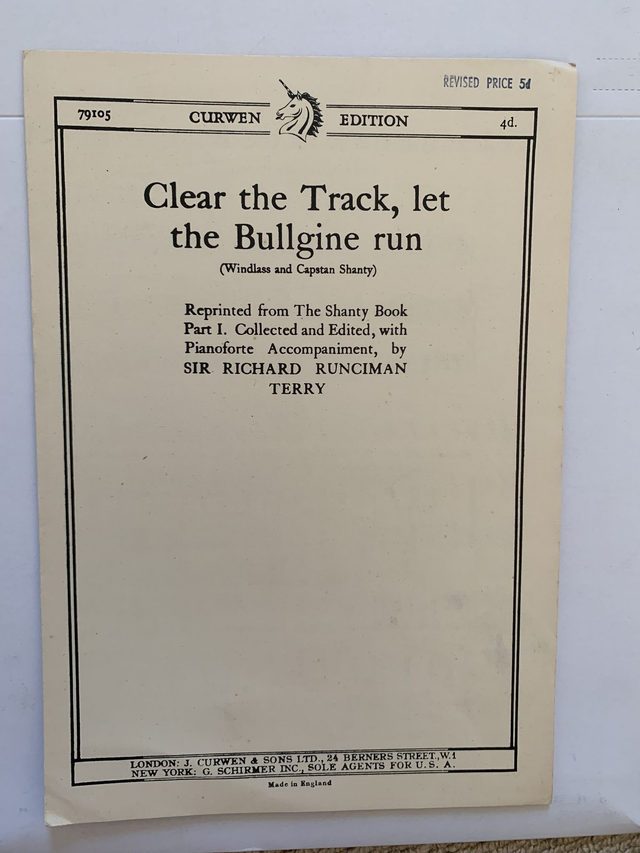 REVISED PRICE 5d
79105 CURWEN EDITION 4d.
Clear the Track, let
the Bullgine run
(Windlass and Capstan Shanty)
Reprinted from The Shanty Book
Part I. Collected and Edited, with
Pianoforte Accompaniment, by
SIR RICHARD RUNCIMAN
TERRY
LONDON: J. CURWEN & SONS LTD., 24 BERNERS STREET., W.1
NEW YORK: G. SCHIRMER INC., SOLE AGENTS FOR U. S. A.
Made in England